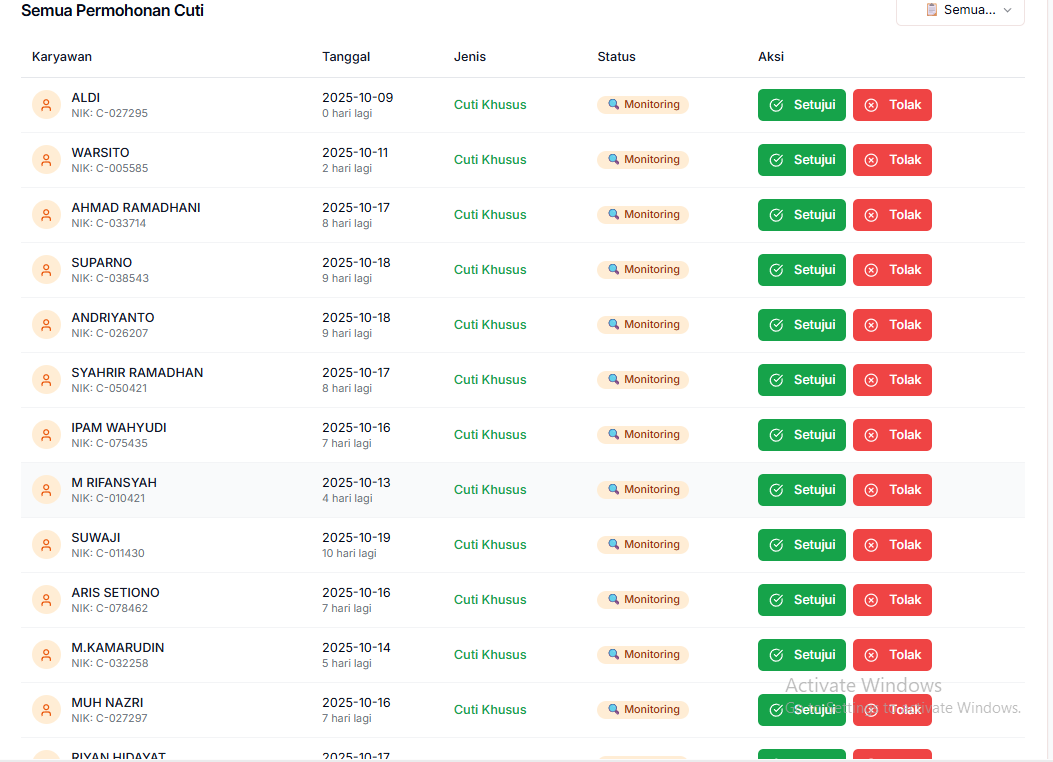 Semua Permohonan Cuti
Semua...
Karyawan Tanggal Jenis Status Aksi
ALDI 2025-10-09 Cuti Khusus Monitoring Setujui Tolak
NIK: C-027295 0 hari lagi
WARSITO 2025-10-11 Cuti Khusus Monitoring Setujui Tolak
NIK: C-005585 2 hari lagi
AHMAD RAMADHANI 2025-10-17 Cuti Khusus Monitoring Setujui Tolak
NIK: C-033714 8 hari lagi
SUPARNO 2025-10-18 Cuti Khusus Monitoring Setujui Tolak
NIK: C-038543 9 hari lagi
ANDRIYANTO 2025-10-18 Cuti Khusus Monitoring Setujui Tolak
NIK: C-026207 9 hari lagi
SYAHRIR RAMADHAN 2025-10-17 Cuti Khusus Monitoring Setujui Tolak
NIK: C-050421 8 hari lagi
IPAM WAHYUDI 2025-10-16 Cuti Khusus Monitoring Setujui Tolak
NIK: C-075435 7 hari lagi
M RIFANSYAH 2025-10-13 Cuti Khusus Monitoring Setujui Tolak
NIK: C-010421 4 hari lagi
SUWAJI 2025-10-19 Cuti Khusus Monitoring Setujui Tolak
NIK: C-011430 10 hari lagi
ARIS SETIONO 2025-10-16 Cuti Khusus Monitoring Setujui Tolak
NIK: C-078462 7 hari lagi
M.KAMARUDIN 2025-10-14 Cuti Khusus Monitoring Setujui Tolak
NIK: C-032258 5 hari lagi
Activate Windows
MUH NAZRI 2025-10-16 Cuti Khusus Monitoring Setujui Tolak
NIK: C-027297 7 hari lagi
Go to Settings to activate Windows.
RIYAN HIDAYAT 2025-10-17